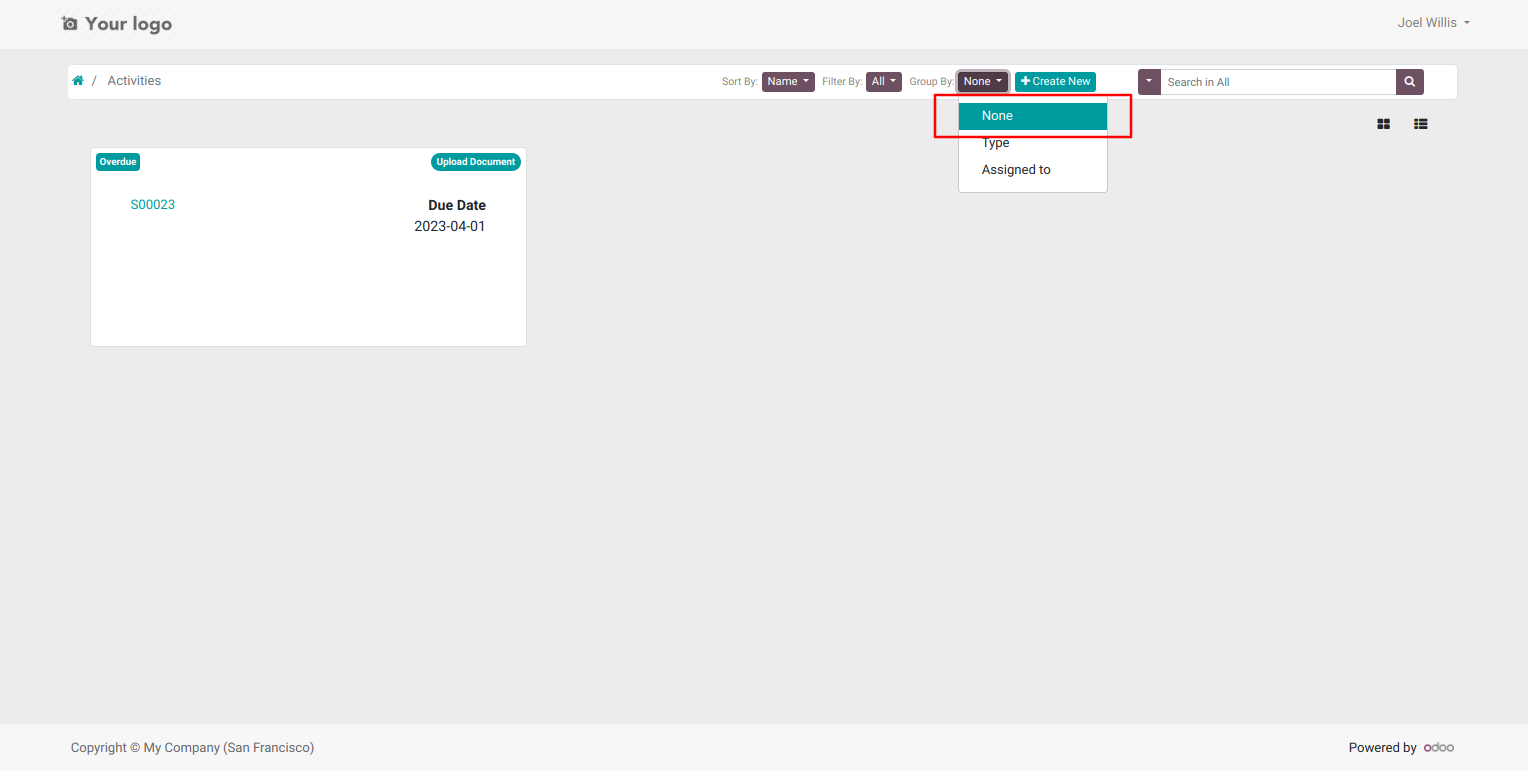 Your logo
Joel Willis
/ Activities
Sort By: Name Filter By: All Group By: None + Create New
Search in All
None
Type
Assigned to
Overdue
Upload Document
S00023
Due Date
2023-04-01
Copyright © My Company (San Francisco)
Powered by odoo